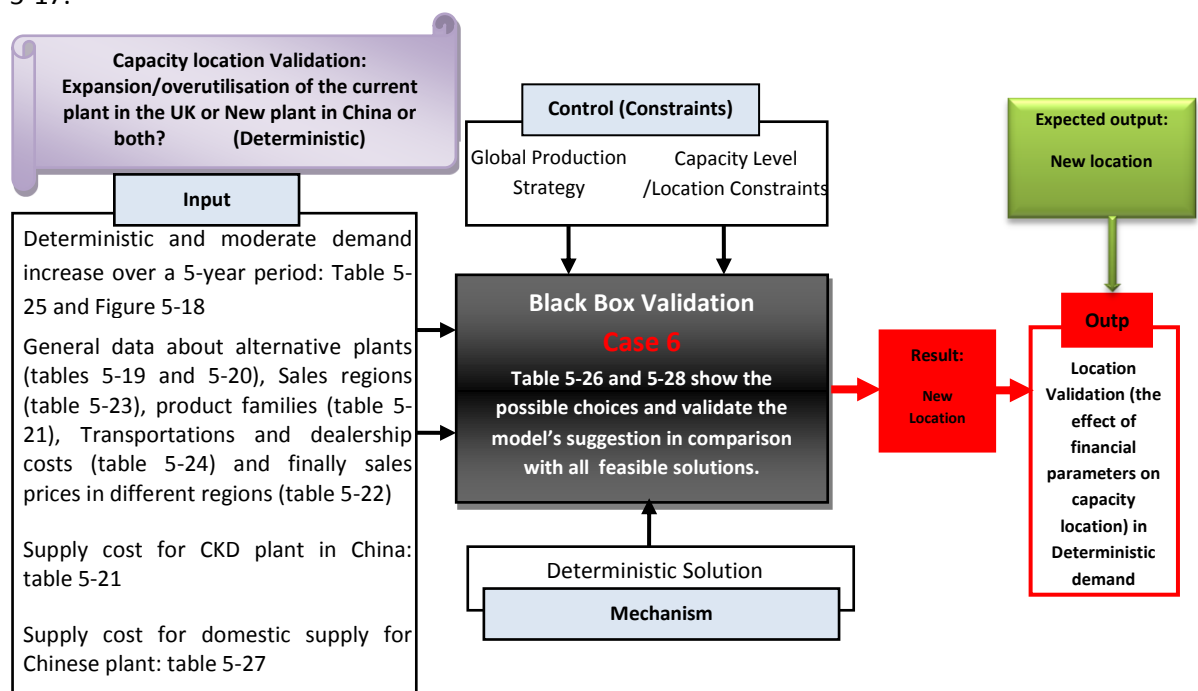 5-17.
Capacity location Validation:
Expansion/overutilisation of the current
plant in the UK or New plant in China or
both? (Deterministic)
Input
Deterministic and moderate demand
increase over a 5-year period: Table 5-
25 and Figure 5-18
General data about alternative plants
(tables 5-19 and 5-20), Sales regions
(table 5-23), product families (table 5-
21), Transportations and dealership
costs (table 5-24) and finally sales
prices in different regions (table 5-22)
Supply cost for CKD plant in China:
table 5-21
Supply cost for domestic supply for
Chinese plant: table 5-27
Control (Constraints)
Global Production
Strategy
Capacity Level
/Location Constraints
Black Box Validation
Case 6
Table 5-26 and 5-28 show the
possible choices and validate the
model's suggestion in comparison
with all feasible solutions.
Deterministic Solution
Mechanism
Result:
New
Location
Expected output:
New location
Outp
Location
Validation (the
effect of
financial
parameters on
capacity
location) in
Deterministic
demand